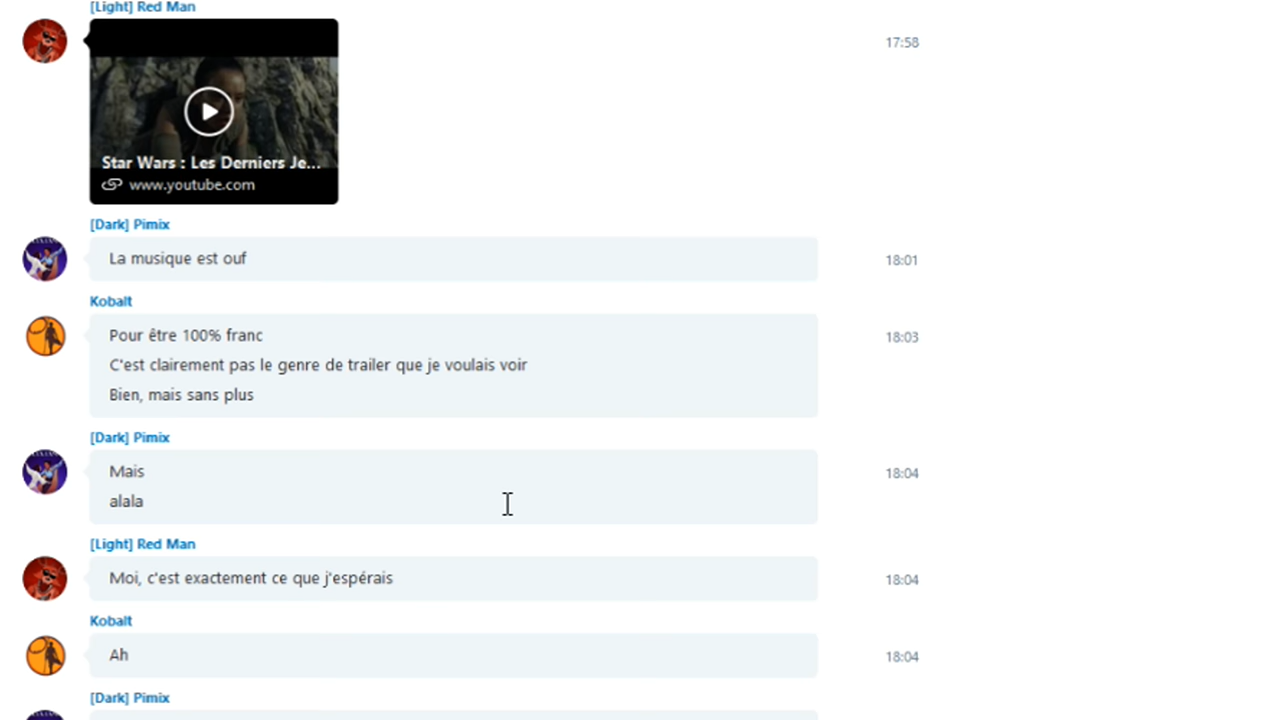 [Light] Red Man
17:58
Star Wars : Les Derniers Je...
www.youtube.com
[Dark] Pimix
La musique est ouf
18:01
Kobalt
Pour être 100% franc
18:03
C'est clairement pas le genre de trailer que je voulais voir
Bien, mais sans plus
[Dark] Pimix
Mais
18:04
alala
[Light] Red Man
Moi, c'est exactement ce que j'espérais
18:04
Kobalt
Ah
18:04
[Dark] Pimix